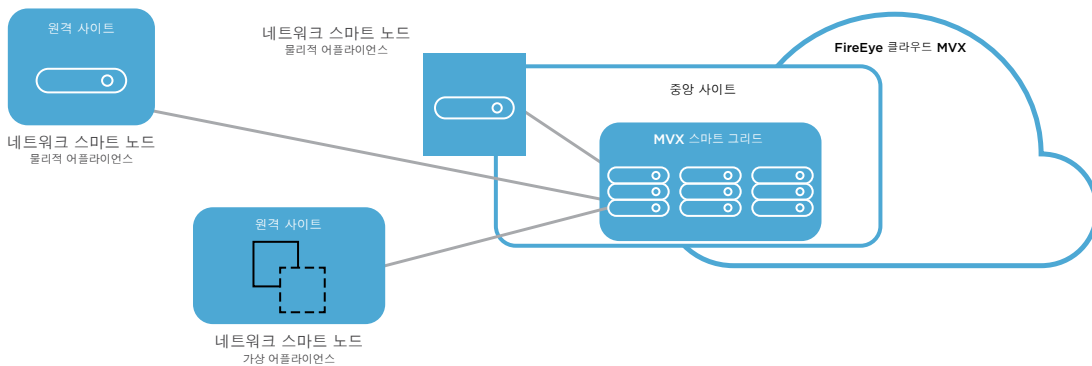 원격 사이트
네트워크 스마트 노드
물리적 어플라이언스
네트워크 스마트 노드
물리적 어플라이언스
FireEye 클라우드 MVX
중앙 사이트
MVX 스마트 그리드
원격 사이트
네트워크 스마트 노드
가상 어플라이언스